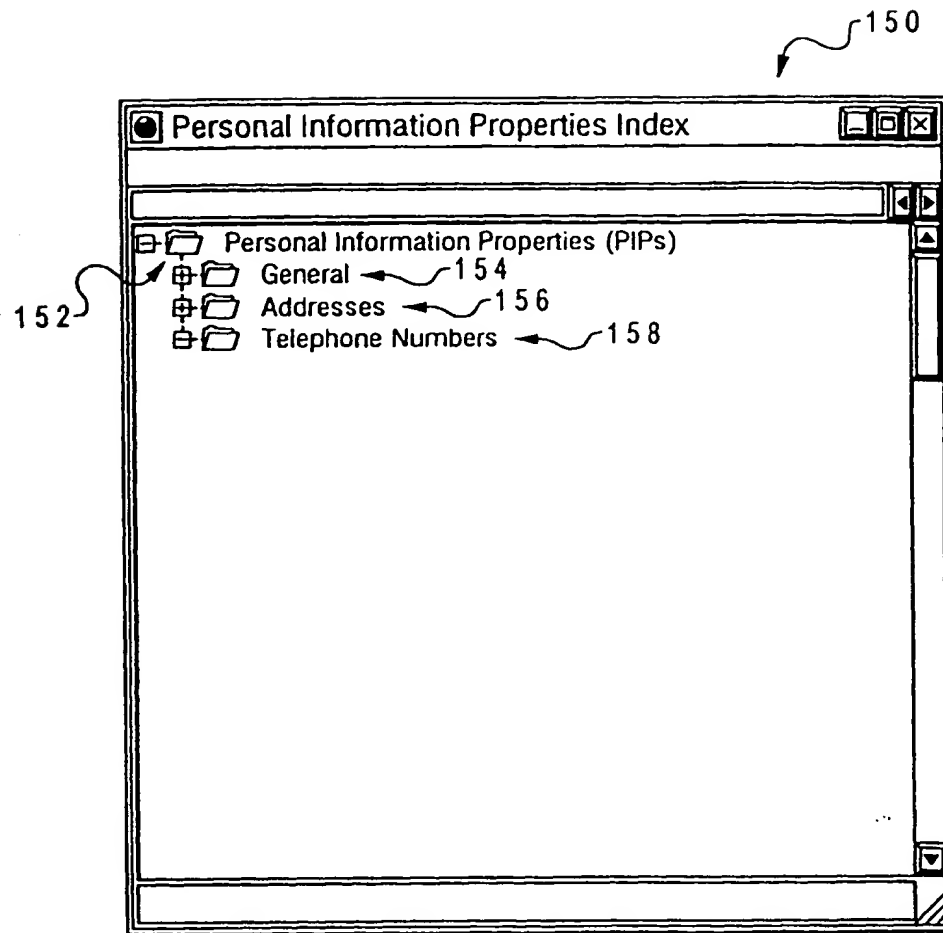 150
Personal Information Properties Index
Personal Information Properties (PIPs)
General 154
152 Addresses 156
Telephone Numbers 158